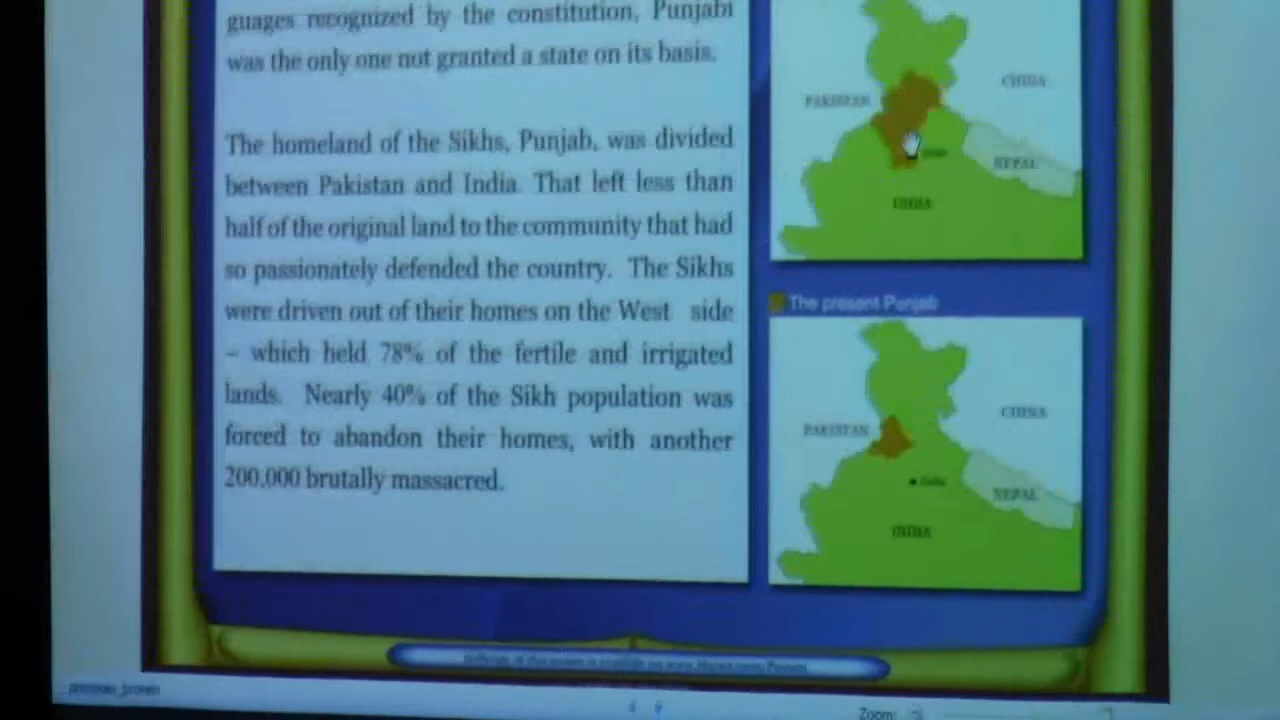 guages recognized by the constitution, Punjabi
was the only one not granted a state on its basis.
The homeland of the Sikhs, Punjab, was divided
between Pakistan and India. That left less than
half of the original land to the community that had
so passionately defended the country. The Sikhs
were driven out of their homes on the West side
– which held 78% of the fertile and irrigated
lands. Nearly 40% of the Sikh population was
forced to abandon their homes, with another
200,000 brutally massacred.
CHINA
PAKISTAN
Delhi
NEPAL
INDIA
The present Punjab
CHINA
PAKISTAN
Delhi
NEPAL
INDIA
promises_broken
Zoom: